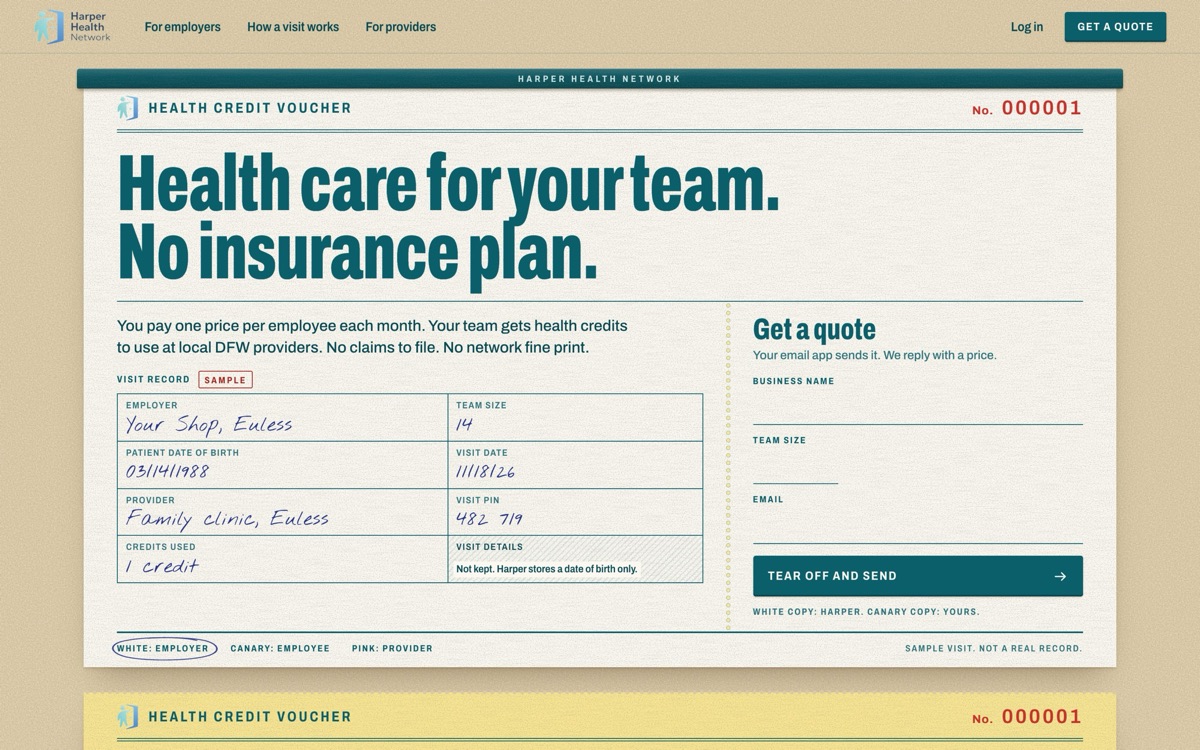 Harper
Health
Network
For employers
How a visit works
For providers
Log in
GET A QUOTE
HARPER HEALTH NETWORK
HEALTH CREDIT VOUCHER
No. 000001
Health care for your team.
No insurance plan.
You pay one price per employee each month. Your team gets health credits
to use at local DFW providers. No claims to file. No network fine print.
VISIT RECORD
SAMPLE
EMPLOYER
Your Shop, Euless
TEAM SIZE
14
PATIENT DATE OF BIRTH
03/14/1988
VISIT DATE
11/18/26
PROVIDER
Family clinic, Euless
VISIT PIN
482 719
CREDITS USED
1 credit
VISIT DETAILS
Not kept. Harper stores a date of birth only.
Get a quote
Your email app sends it. We reply with a price.
BUSINESS NAME
TEAM SIZE
EMAIL
TEAR OFF AND SEND
WHITE COPY: HARPER. CANARY COPY: YOURS.
WHITE: EMPLOYER
CANARY: EMPLOYEE
PINK: PROVIDER
SAMPLE VISIT. NOT A REAL RECORD.
HEALTH CREDIT VOUCHER
No. 000001